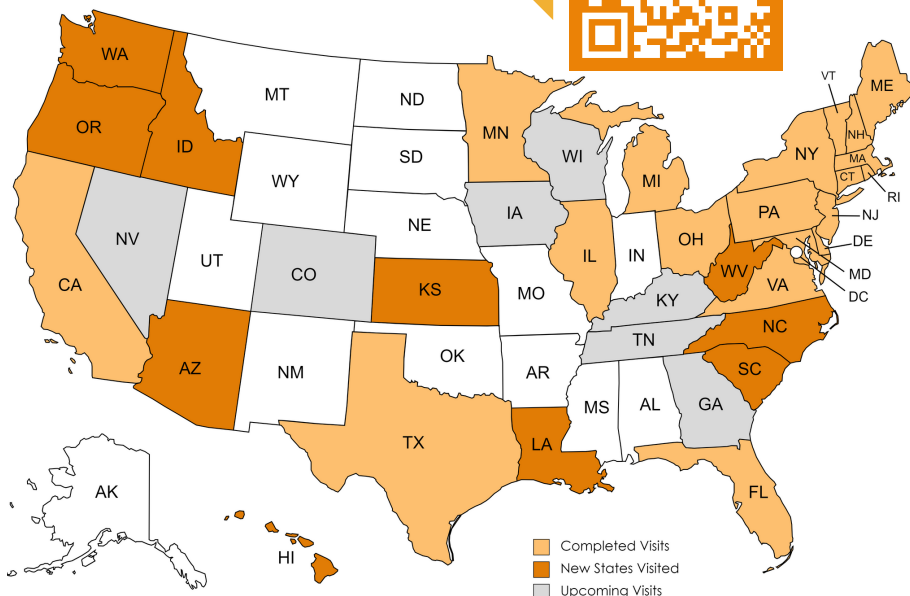 WA
MT
ND
MN
VT
ME
OR
ID
SD
WI
MI
NY
NH
MA
CT
RI
WY
NE
IA
PA
NJ
NV
UT
CO
IL
IN
OH
DE
MD
DC
CA
KS
MO
KY
WV
VA
AZ
NM
OK
AR
TN
NC
SC
TX
LA
MS
AL
GA
FL
AK
HI
Completed Visits
New States Visited
Upcoming Visits